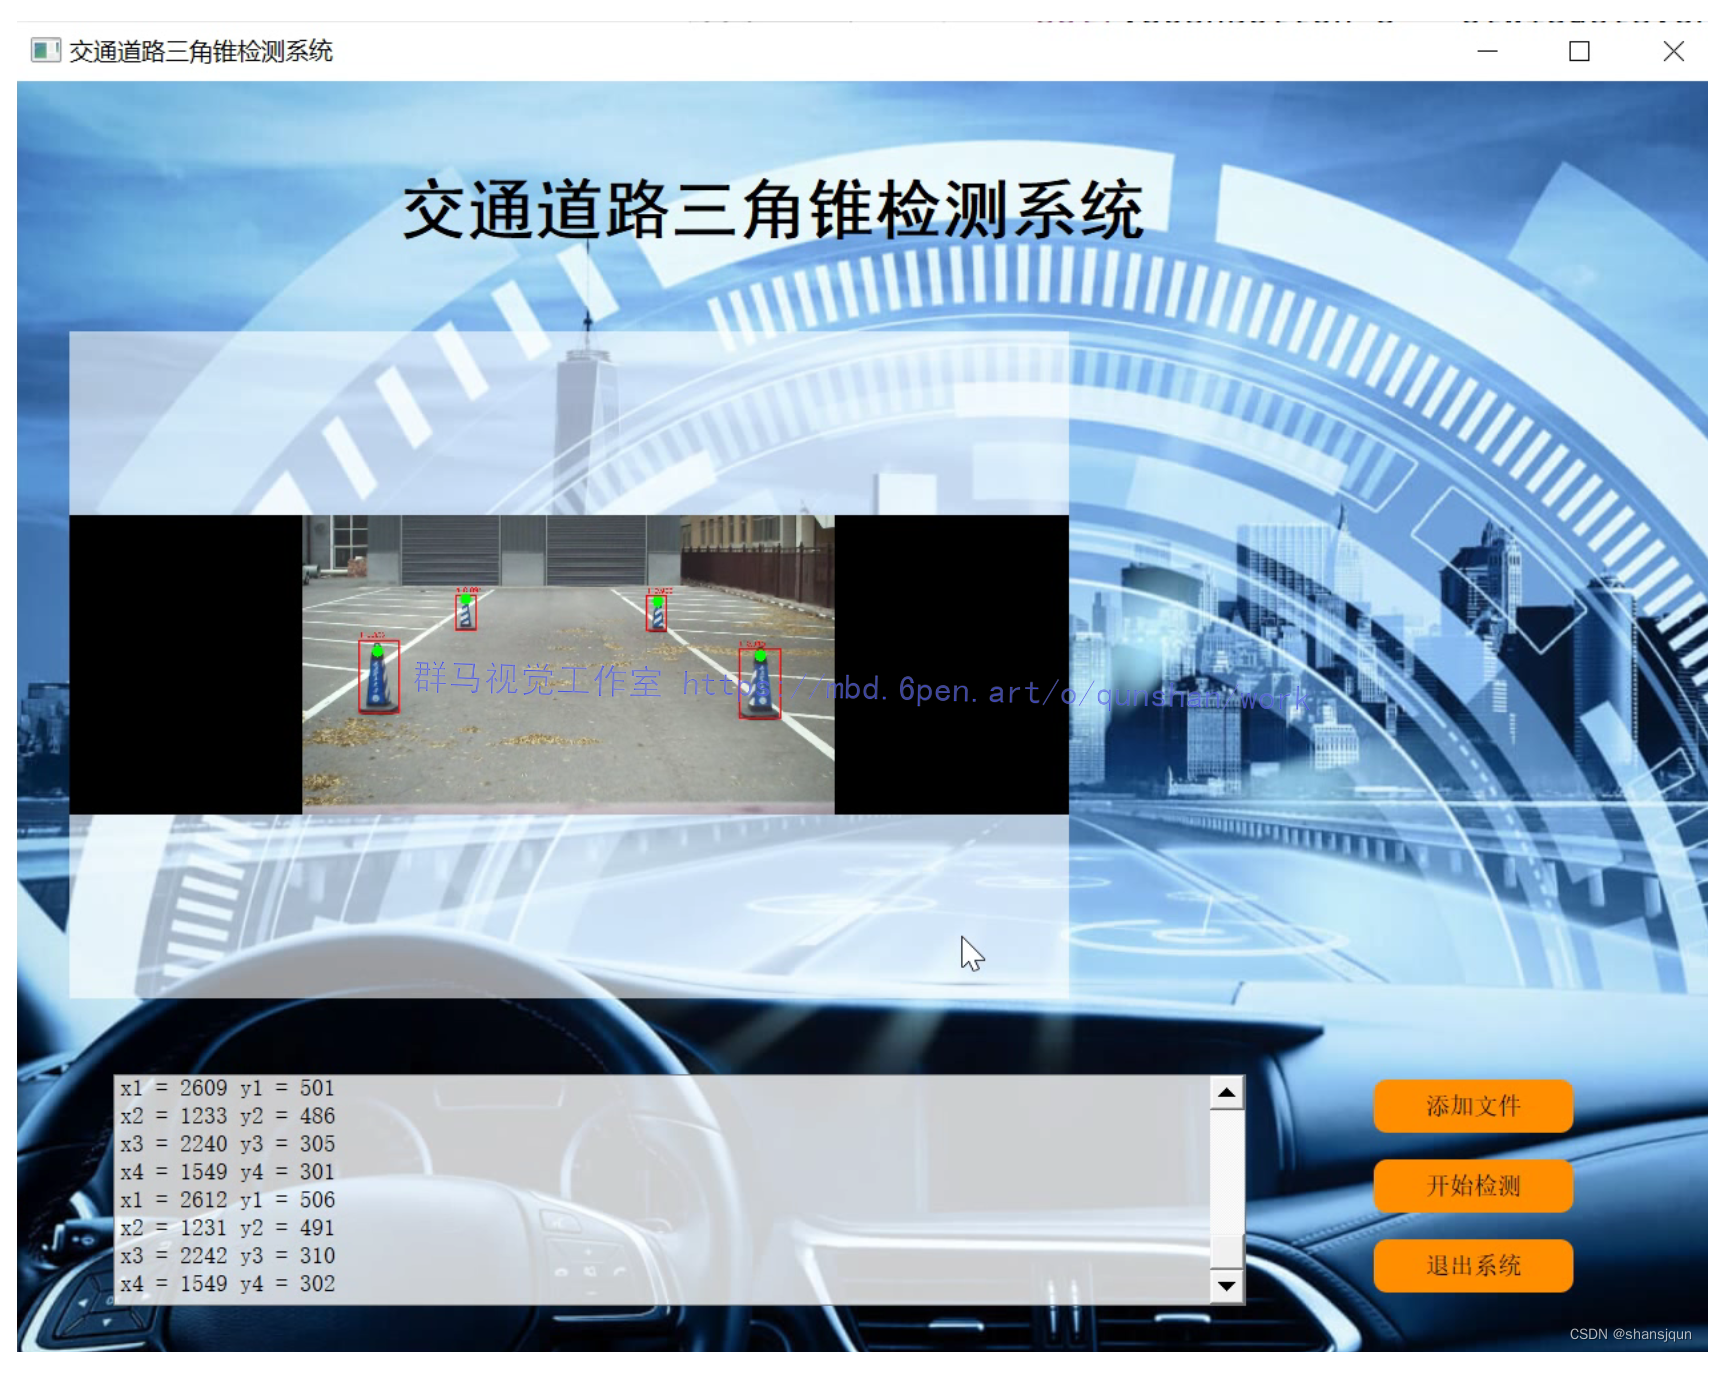 交通道路三角锥检测系统
交通道路三角锥检测系统
群马视觉工作室 https://mbd.6pen.art/o/qunshan/work
x1 = 2609 y1 = 501
x2 = 1233 y2 = 486
x3 = 2240 y3 = 305
x4 = 1549 y4 = 301
x1 = 2612 y1 = 506
x2 = 1231 y2 = 491
x3 = 2242 y3 = 310
x4 = 1549 y4 = 302
添加文件
开始检测
退出系统
CSDN @shansjqun